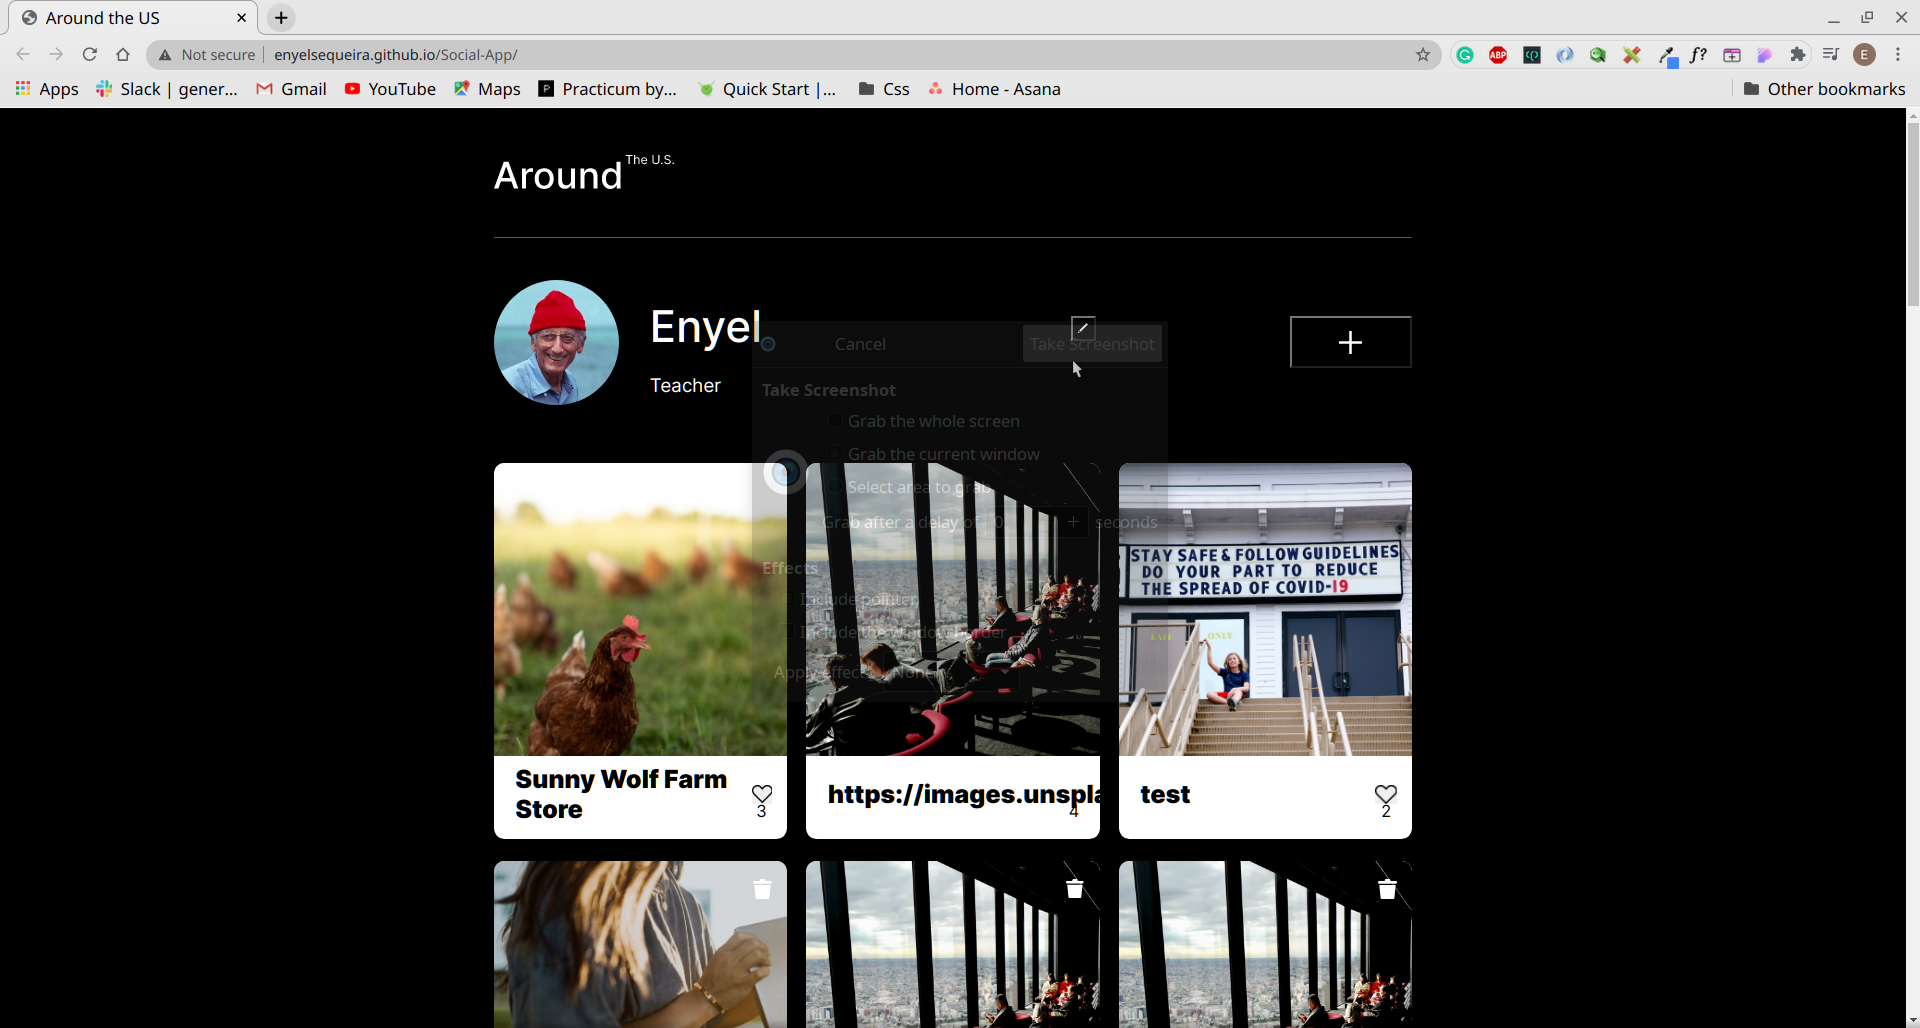 Around the US
Not secure
enyelsequeira.github.io/Social-App/
ABP
f?
E
Apps
Slack | gener...
Gmail
YouTube
Maps
P
Practicum by...
Quick Start |...
Css
Home - Asana
Other bookmarks
Around The U.S.
Enyel
Teacher
Cancel
Take Screenshot
Take Screenshot
Grab the whole screen
Grab the current window
Select area to grab
Grab after a delay of 0 + seconds
Effects
Include pointer
Include the window border
Apply effect: None
STAY SAFE & FOLLOW GUIDELINES
DO YOUR PART TO REDUCE
THE SPREAD OF COVID-19
ONLY
Sunny Wolf Farm
Store
3
https://images.unspla
4
test
2